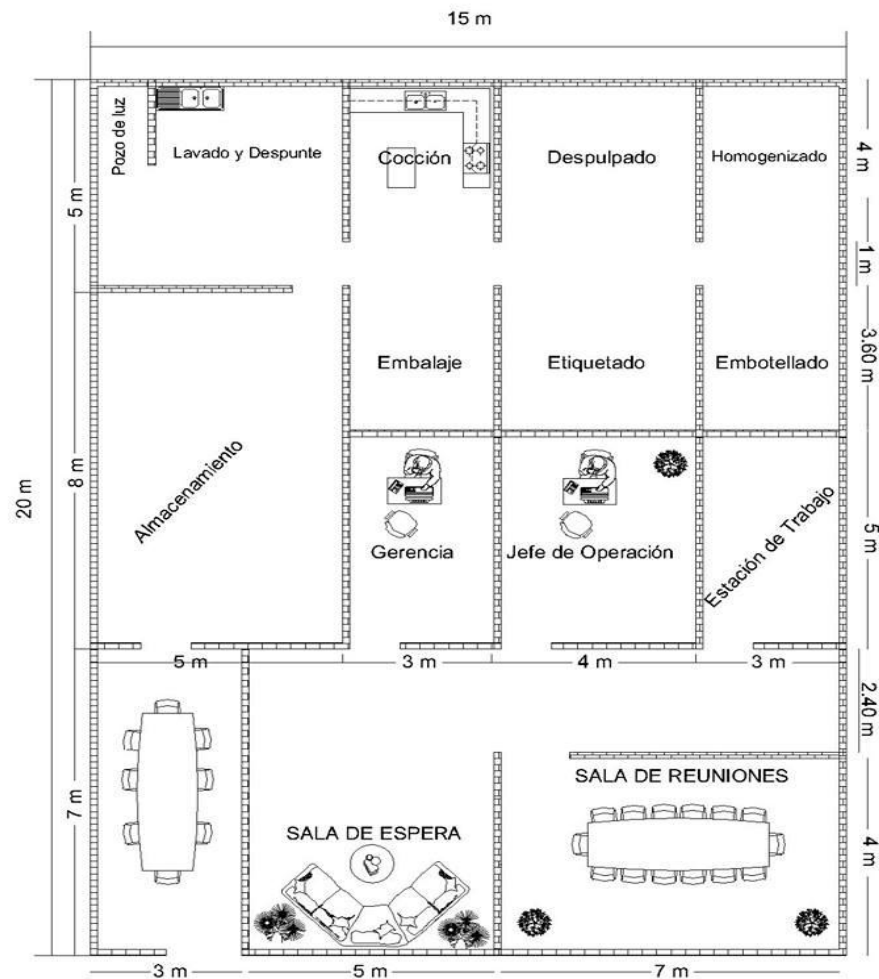 15 m
Pozo de luz
Lavado y Despunte
Cocción
Despulpado
Homogenizado
4 m
5 m
1 m
Embalaje
Etiquetado
Embotellado
3.60 m
20 m
8 m
Almacenamiento
Gerencia
Jefe de Operación
Estación de Trabajo
5 m
5 m
3 m
4 m
3 m
2.40 m
7 m
SALA DE ESPERA
SALA DE REUNIONES
4 m
3 m
5 m
7 m